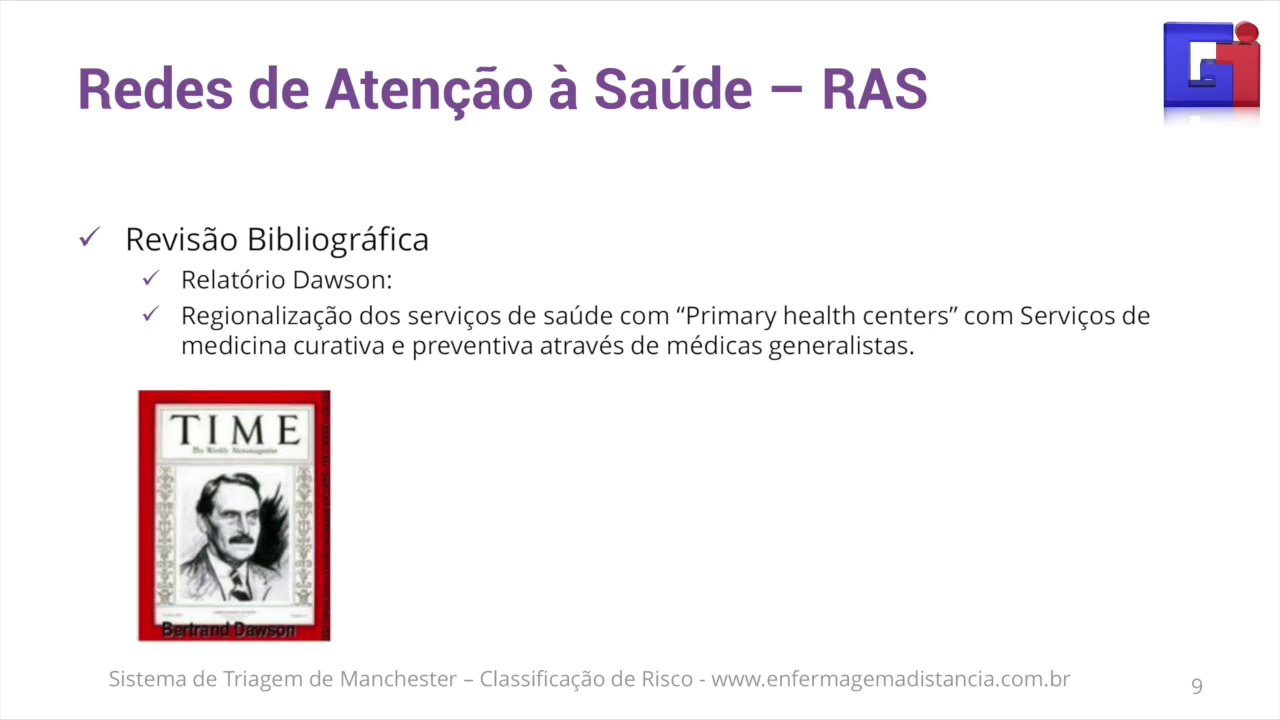 Redes de Atenção à Saúde – RAS
✓ Revisão Bibliográfica
✓ Relatório Dawson:
✓ Regionalização dos serviços de saúde com “Primary health centers” com Serviços de
medicina curativa e preventiva através de médicas generalistas.
TIME
The Weekly Newsmagazine
Bertrand Dawson
Sistema de Triagem de Manchester – Classificação de Risco - www.enfermagemadistancia.com.br
9